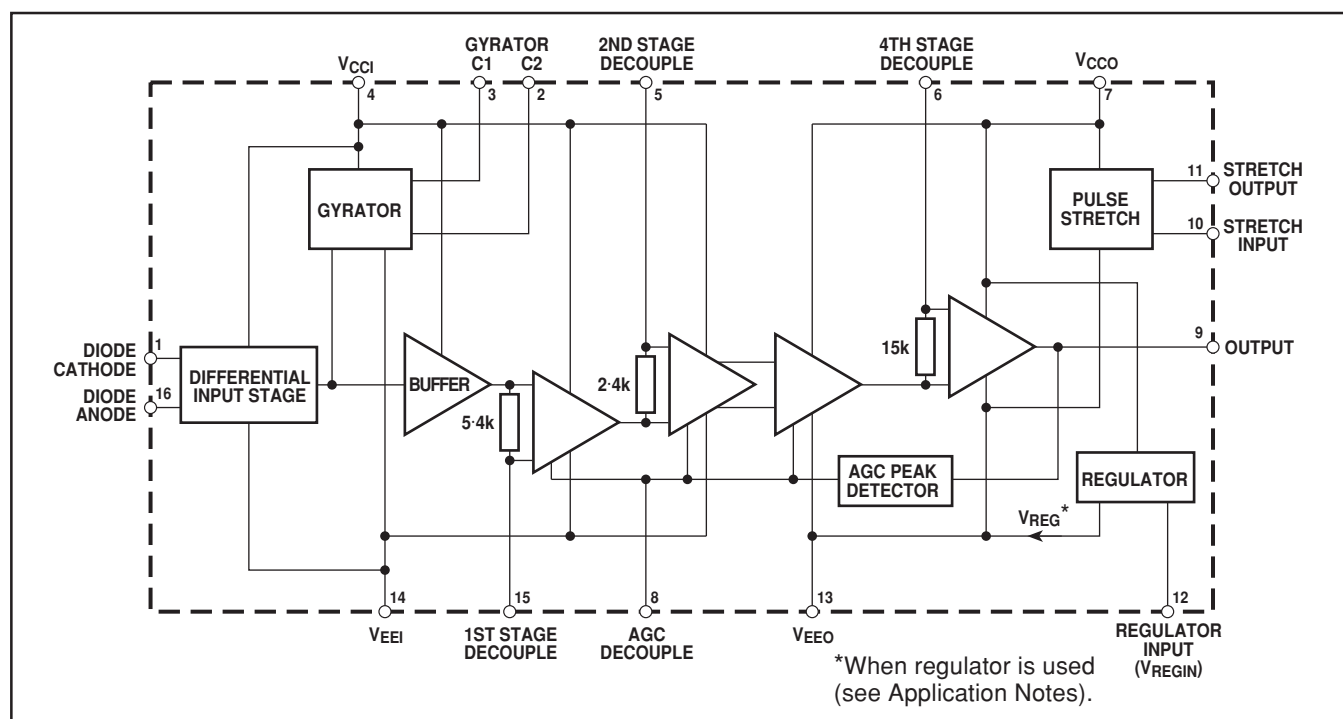 GYRATOR
C1 C2
2ND STAGE
DECOUPLE
4TH STAGE
DECOUPLE
VCCI
VCCO
4
3
2
5
6
7
11
STRETCH
OUTPUT
10
STRETCH
INPUT
GYRATOR
PULSE
STRETCH
1
DIODE
CATHODE
16
DIODE
ANODE
DIFFERENTIAL
INPUT STAGE
BUFFER
5·4k
2·4k
15k
9
OUTPUT
AGC PEAK
DETECTOR
REGULATOR
VREG*
14
15
8
13
12
VEEI
1ST STAGE
DECOUPLE
AGC
DECOUPLE
VEEO
REGULATOR
INPUT
(VREGIN)
*When regulator is used
(see Application Notes).